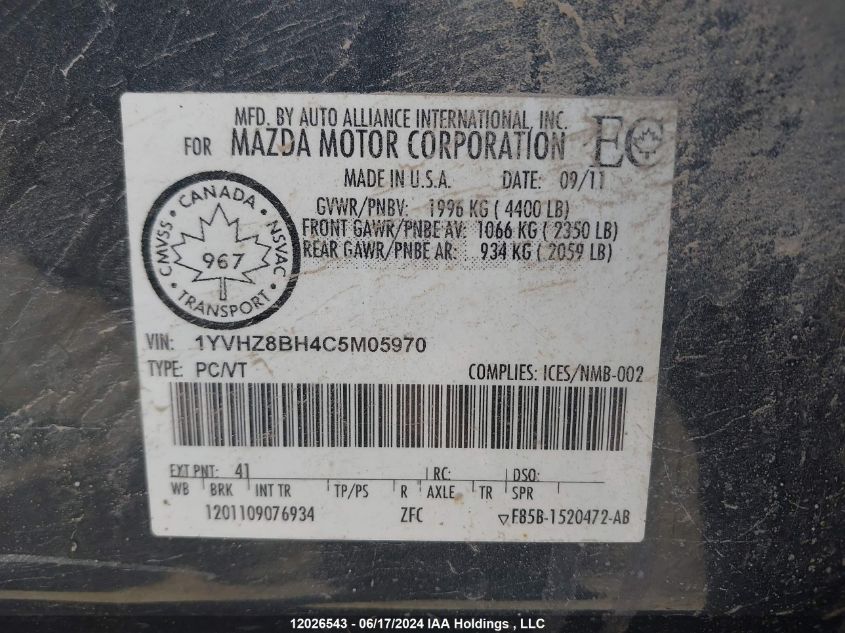 MFD. BY AUTO ALLIANCE INTERNATIONAL, INC.
FOR MAZDA MOTOR CORPORATION EC
MADE IN U.S.A. DATE: 09/11
GVWR/PNBV: 1996 KG ( 4400 LB)
FRONT GAWR/PNBE AV: 1066 KG ( 2350 LB)
REAR GAWR/PNBE AR: 934 KG ( 2059 LB)
CMVSS • CANADA • NSVAC
967
• TRANSPORT •
VIN: 1YVHZ8BH4C5M05970
TYPE: PC/VT COMPLIES: ICES/NMB-002
EXT PNT: 41 RC: DSO:
WB BRK INT TR TP/PS R AXLE TR SPR
1201109076934 ZFC ▽F85B-1520472-AB
12026543 - 06/17/2024 IAA Holdings , LLC